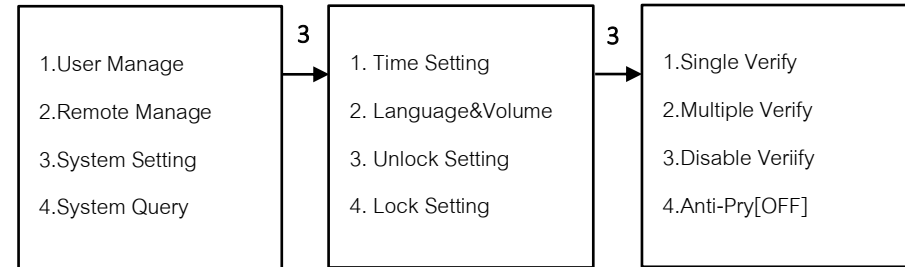 1.User Manage
2.Remote Manage
3.System Setting
4.System Query
3
1. Time Setting
2. Language&Volume
3. Unlock Setting
4. Lock Setting
3
1.Single Verify
2.Multiple Verify
3.Disable Veriify
4.Anti-Pry[OFF]